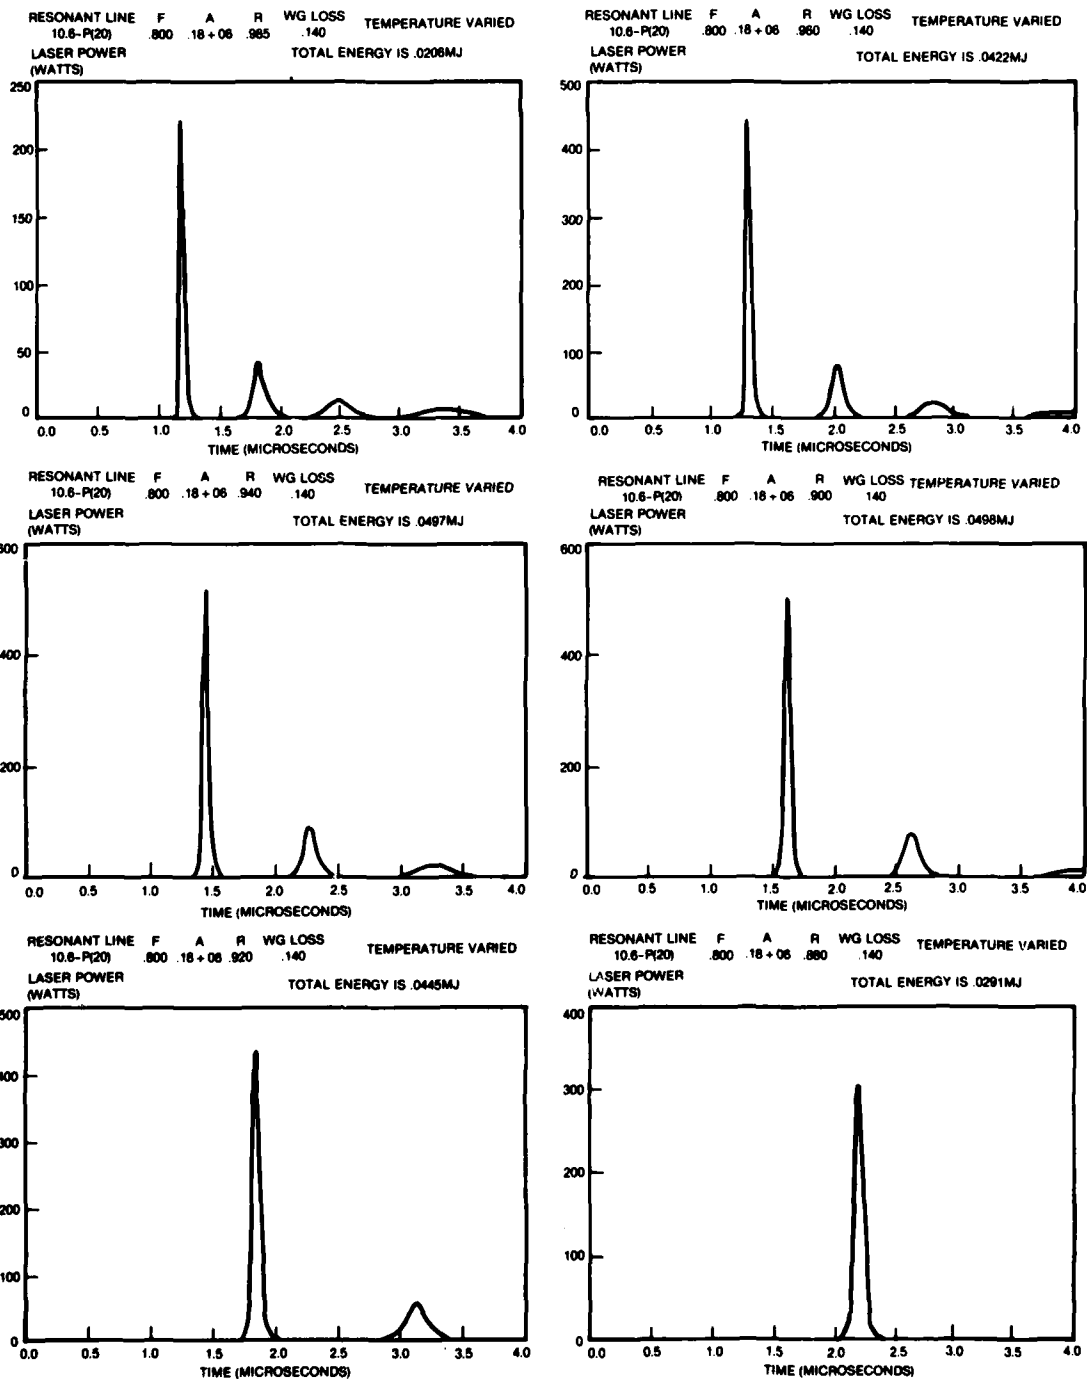 RESONANT LINE F A R WG LOSS TEMPERATURE VARIED
10.6-P(20) .800 .18 + 06 .985 .140
LASER POWER
(WATTS)
TOTAL ENERGY IS .0206MJ
250
200
150
100
50
0
0.0 0.5 1.0 1.5 2.0 2.5 3.0 3.5 4.0
TIME (MICROSECONDS)
RESONANT LINE F A R WG LOSS TEMPERATURE VARIED
10.6-P(20) .800 .18 + 06 .960 .140
LASER POWER
(WATTS)
TOTAL ENERGY IS .0422MJ
500
400
300
200
100
0
0.0 0.5 1.0 1.5 2.0 2.5 3.0 3.5 4.0
TIME (MICROSECONDS)
RESONANT LINE F A R WG LOSS TEMPERATURE VARIED
10.6-P(20) .800 .18 + 06 .940 .140
LASER POWER
(WATTS)
TOTAL ENERGY IS .0497MJ
600
400
200
0
0.0 0.5 1.0 1.5 2.0 2.5 3.0 3.5 4.0
TIME (MICROSECONDS)
RESONANT LINE F A R WG LOSS TEMPERATURE VARIED
10.6-P(20) .800 .18 + 06 .900 140
LASER POWER
(WATTS)
TOTAL ENERGY IS .0498MJ
600
400
200
0
0.0 0.5 1.0 1.5 2.0 2.5 3.0 3.5 4.0
TIME (MICROSECONDS)
RESONANT LINE F A R WG LOSS TEMPERATURE VARIED
10.6-P(20) .800 .18 + 06 .920 .140
LASER POWER
(WATTS)
TOTAL ENERGY IS .0445MJ
500
400
300
200
100
0
0.0 0.5 1.0 1.5 2.0 2.5 3.0 3.5 4.0
TIME (MICROSECONDS)
RESONANT LINE F A R WG LOSS TEMPERATURE VARIED
10.6-P(20) .800 .18 + 06 .880 .140
LASER POWER
(WATTS)
TOTAL ENERGY IS .0291MJ
400
300
200
100
0
0.0 0.5 1.0 1.5 2.0 2.5 3.0 3.5 4.0
TIME (MICROSECONDS)